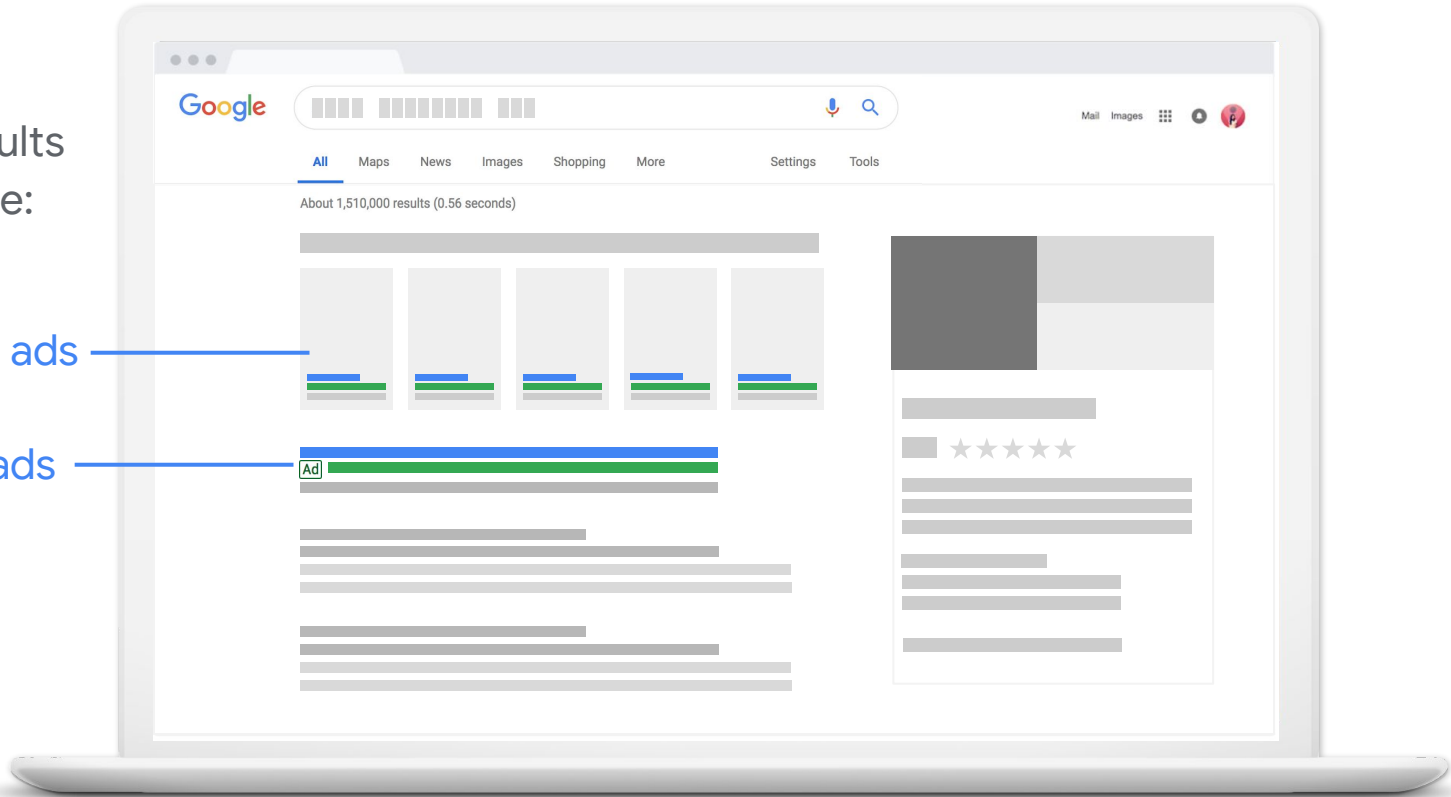 Google
Mail Images
ults
e:
All Maps News Images Shopping More Settings Tools
About 1,510,000 results (0.56 seconds)
ads
ads
Ad